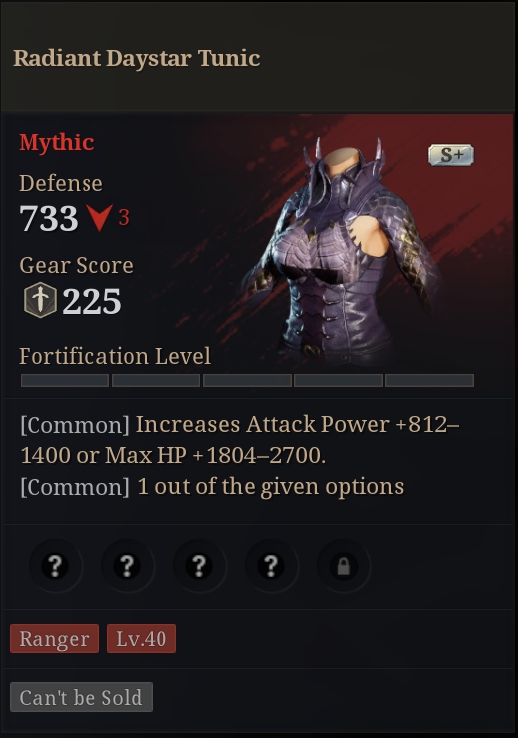 Radiant Daystar Tunic
Mythic
S+
Defense
733 3
Gear Score
225
Fortification Level
[Common] Increases Attack Power +812–
1400 or Max HP +1804–2700.
[Common] 1 out of the given options
? ? ? ?
Ranger Lv.40
Can't be Sold